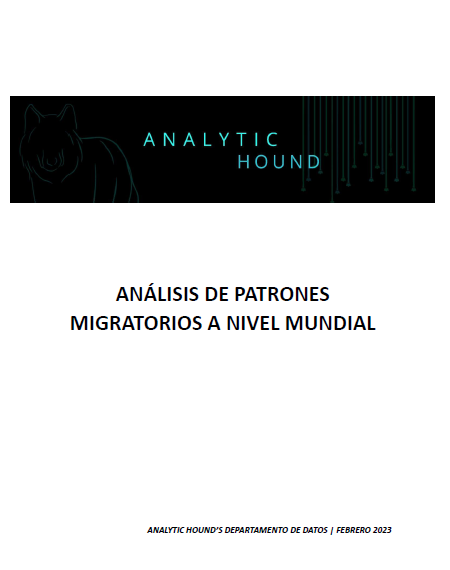 ANALYTIC
HOUND
ANÁLISIS DE PATRONES
MIGRATORIOS A NIVEL MUNDIAL
ANALYTIC HOUND'S DEPARTAMENTO DE DATOS | FEBRERO 2023